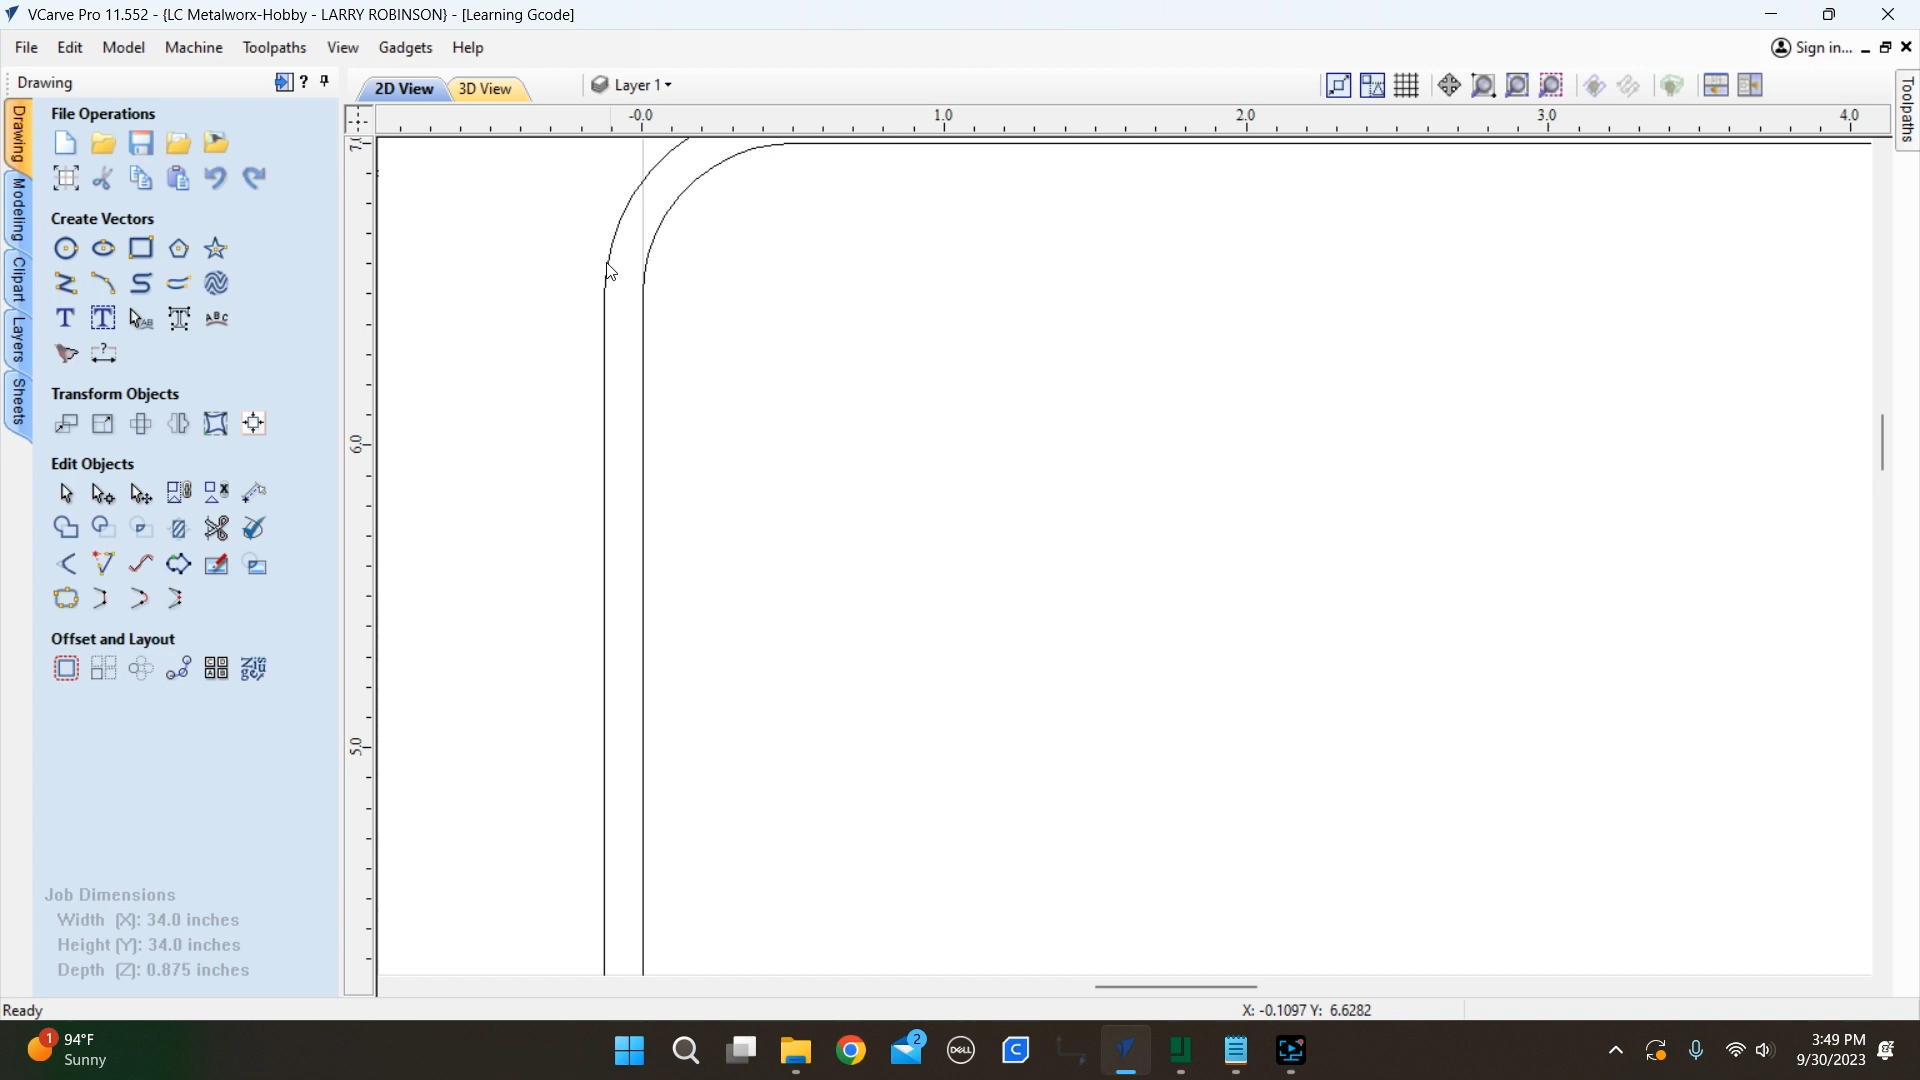 VCarve Pro 11.552 - {LC Metalworx-Hobby - LARRY ROBINSON} - [Learning Gcode]
File Edit Model Machine Toolpaths View Gadgets Help
Sign in...
Drawing
2D View 3D View
Layer 1
Toolpaths
Drawing
Modeling
Clipart
Layers
Sheets
File Operations
Create Vectors
Transform Objects
Edit Objects
Offset and Layout
-0.0 1.0 2.0 3.0 4.0
6.0
5.0
Job Dimensions
Width (X): 34.0 inches
Height (Y): 34.0 inches
Depth (Z): 0.875 inches
Ready
X: -0.1097 Y: 6.6282
1
94°F
Sunny
2
DELL
3:49 PM
9/30/2023